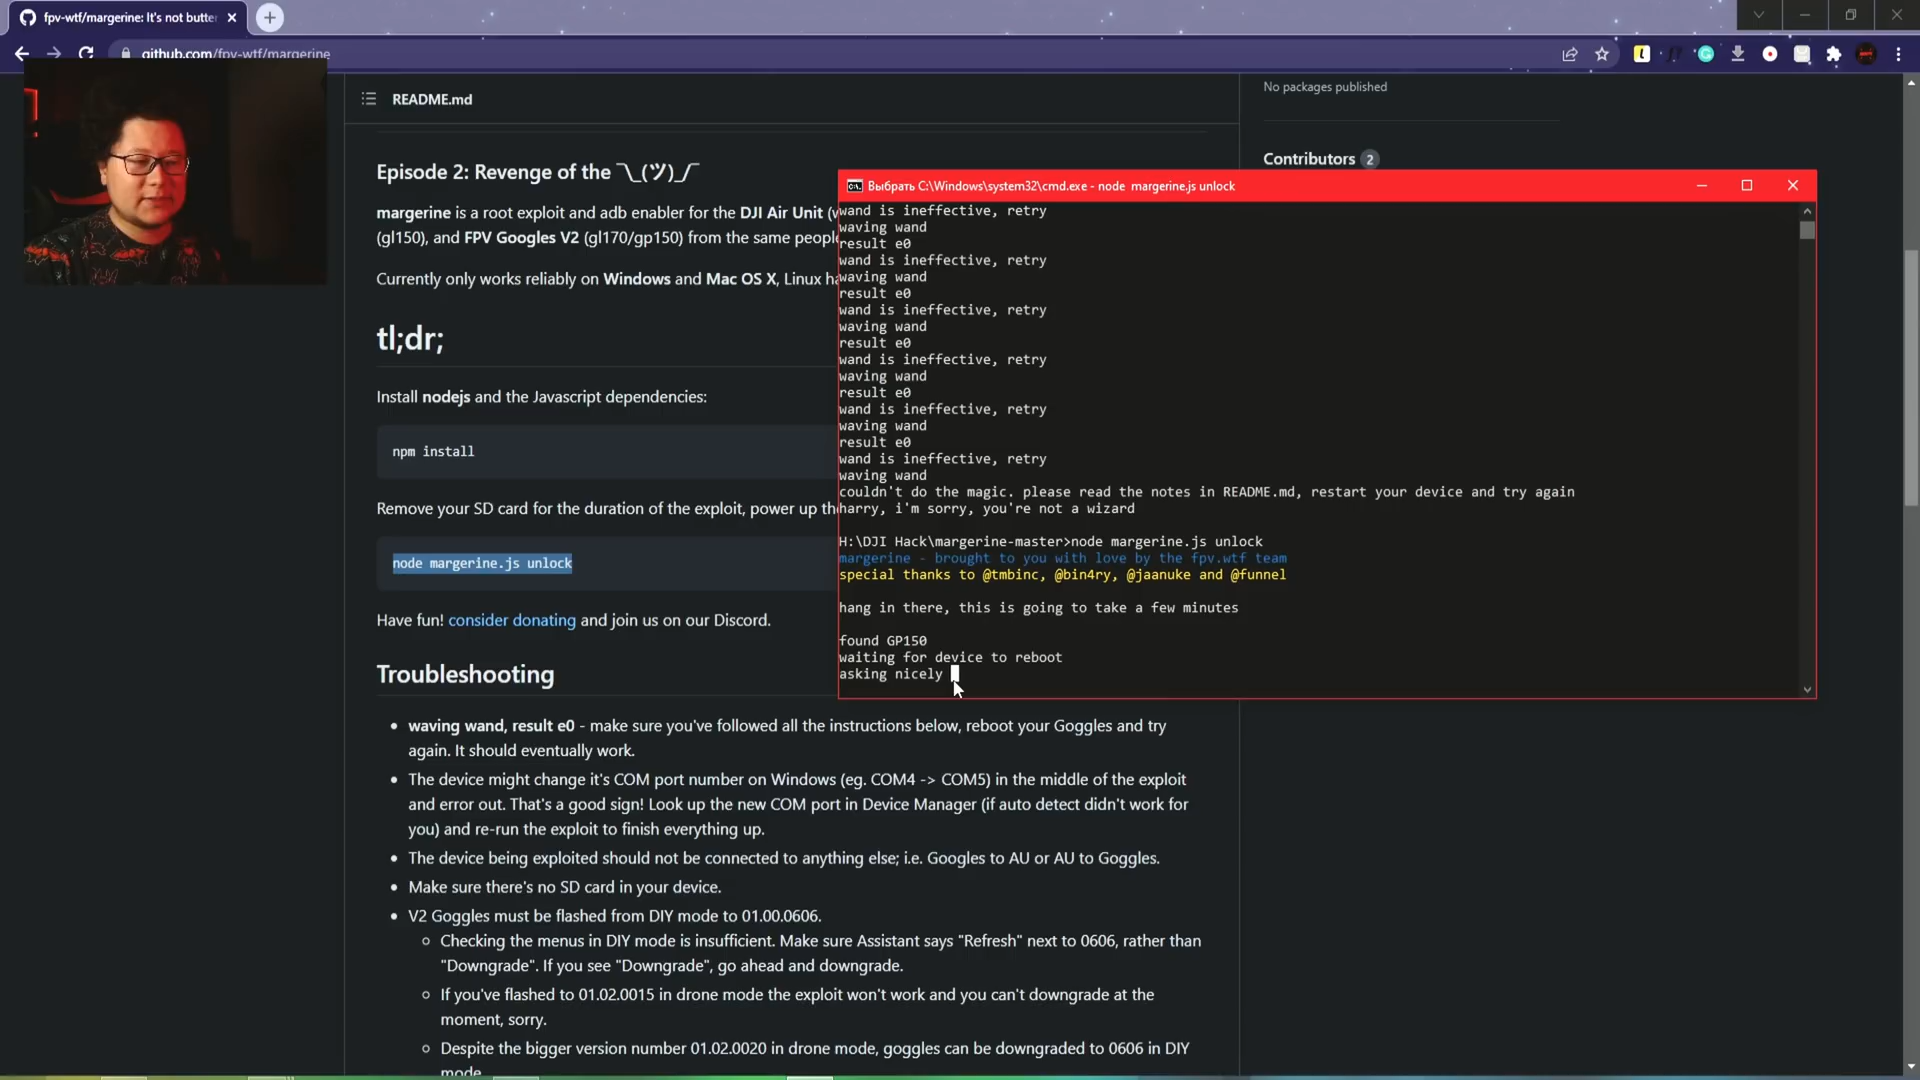 fpv-wtf/margerine: It's not butte
github.com/fpv-wtf/margerine
README.md
No packages published
Contributors 2
Episode 2: Revenge of the ¯\_(ツ)_/¯
margerine is a root exploit and adb enabler for the DJI Air Unit (w
(gl150), and FPV Googles V2 (gl170/gp150) from the same people
Currently only works reliably on Windows and Mac OS X, Linux ha
tl;dr;
Install nodejs and the Javascript dependencies:
npm install
Remove your SD card for the duration of the exploit, power up the
node margerine.js unlock
Have fun! consider donating and join us on our Discord.
Troubleshooting
• waving wand, result e0 - make sure you've followed all the instructions below, reboot your Goggles and try
again. It should eventually work.
• The device might change it's COM port number on Windows (eg. COM4 -> COM5) in the middle of the exploit
and error out. That's a good sign! Look up the new COM port in Device Manager (if auto detect didn't work for
you) and re-run the exploit to finish everything up.
• The device being exploited should not be connected to anything else; i.e. Googles to AU or AU to Goggles.
• Make sure there's no SD card in your device.
• V2 Goggles must be flashed from DIY mode to 01.00.0606.
○ Checking the menus in DIY mode is insufficient. Make sure Assistant says "Refresh" next to 0606, rather than
"Downgrade". If you see "Downgrade", go ahead and downgrade.
○ If you've flashed to 01.02.0015 in drone mode the exploit won't work and you can't downgrade at the
moment, sorry.
○ Despite the bigger version number 01.02.0020 in drone mode, goggles can be downgraded to 0606 in DIY
mode.
Выбрать C:\Windows\system32\cmd.exe - node margerine.js unlock
wand is ineffective, retry
waving wand
result e0
wand is ineffective, retry
waving wand
result e0
wand is ineffective, retry
waving wand
result e0
wand is ineffective, retry
waving wand
result e0
wand is ineffective, retry
waving wand
result e0
wand is ineffective, retry
waving wand
couldn't do the magic. please read the notes in README.md, restart your device and try again
harry, i'm sorry, you're not a wizard
H:\DJI Hack\margerine-master>node margerine.js unlock
margerine - brought to you with love by the fpv.wtf team
special thanks to @tmbinc, @bin4ry, @jaanuke and @funnel
hang in there, this is going to take a few minutes
found GP150
waiting for device to reboot
asking nicely